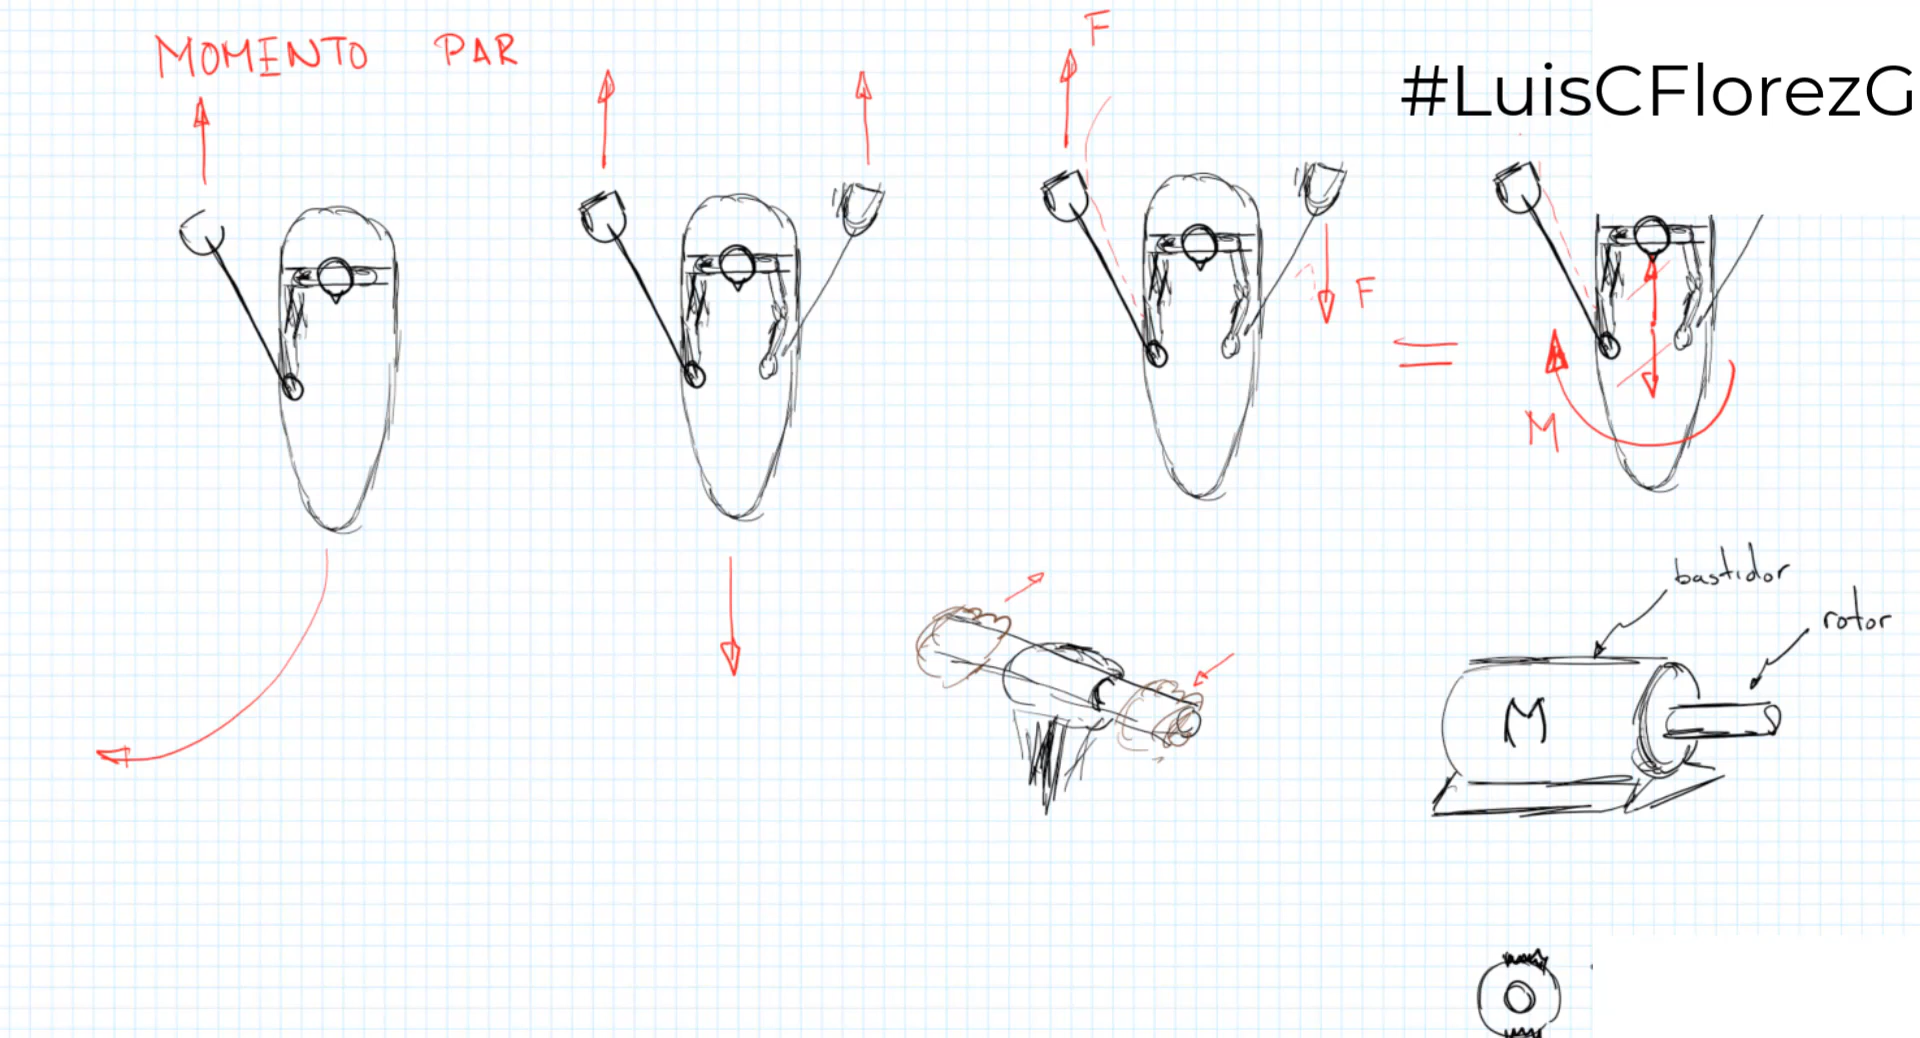 MOMENTO PAR
F
#LuisCFlorezG
F
=
M
bastidor
rotor
M